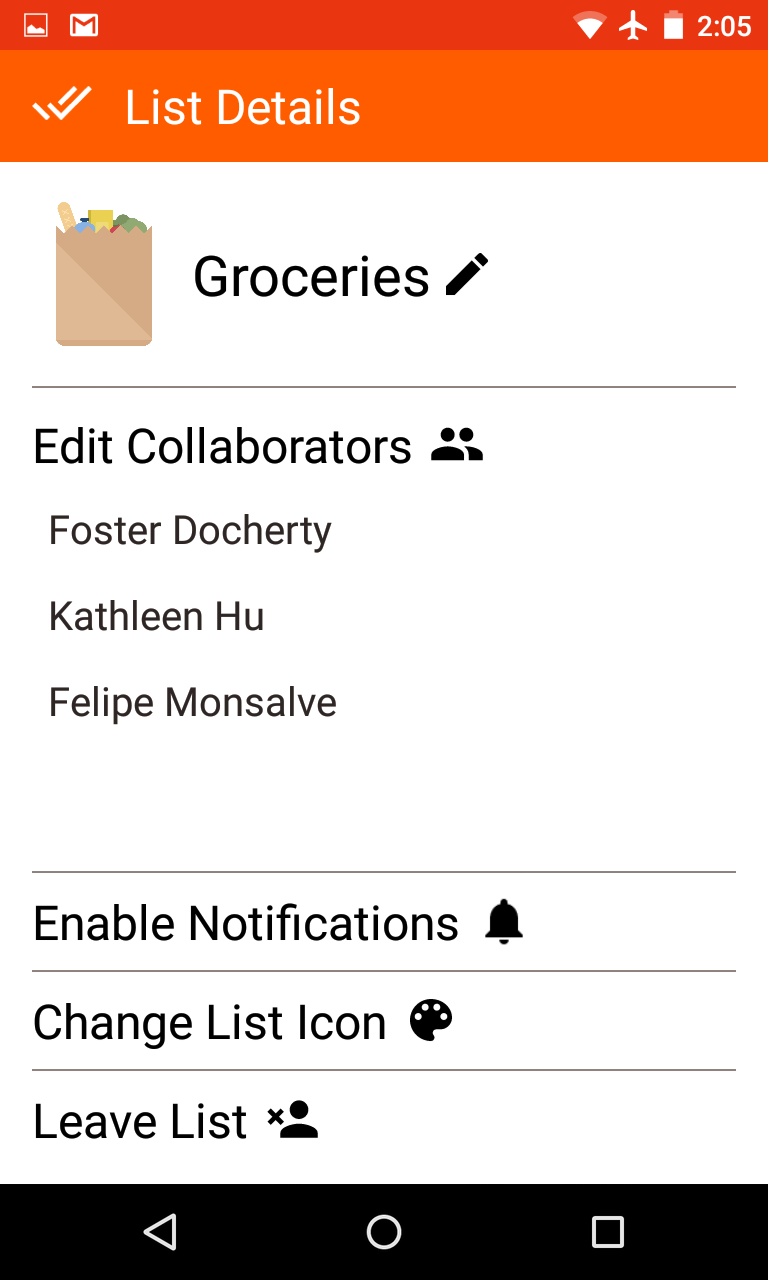 2:05
List Details
Groceries
Edit Collaborators
Foster Docherty
Kathleen Hu
Felipe Monsalve
Enable Notifications
Change List Icon
Leave List